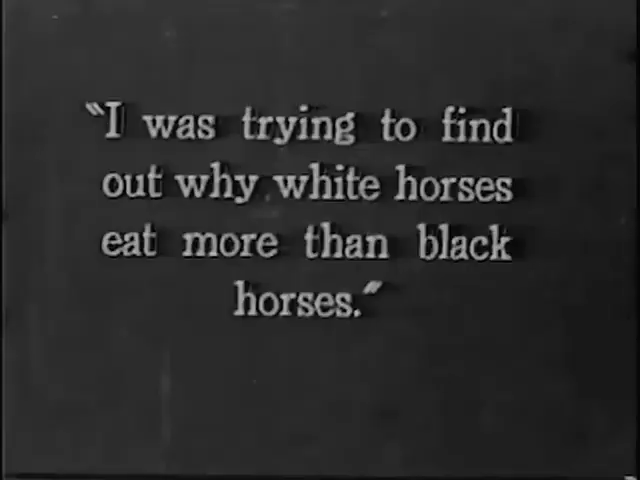 "I was trying to find
out why white horses
eat more than black
horses."